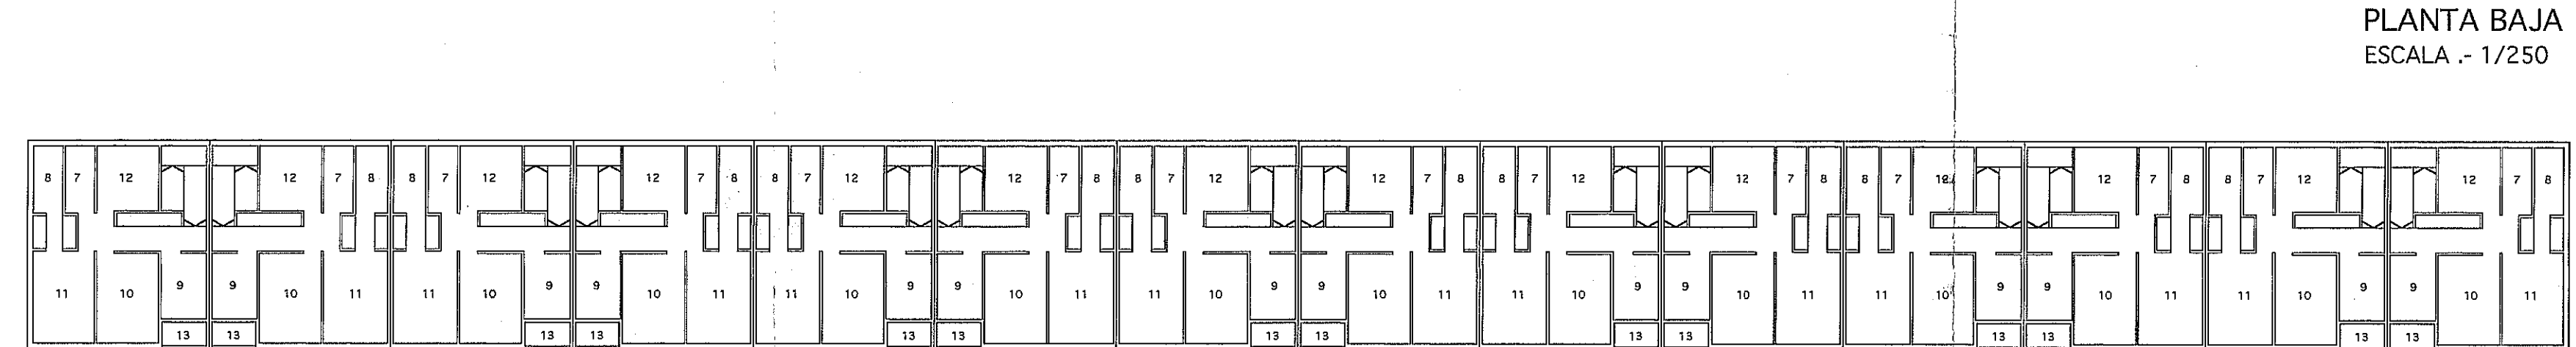 PLANTA BAJA
ESCALA .- 1/250
8 7 12 12 7 8 8 7 12 12 7 8 8 7 12 12 7 8 8 7 12 12 7 8 8 7 12 12 7 8 8 7 12 12 7 8 8 7 12 12 7 8
11 10 9 9 10 11 11 10 9 9 10 11 11 10 9 9 10 11 11 10 9 9 10 11 11 10 9 9 10 11 11 10 9 9 10 11 11 10 9 9 10 11
13 13 13 13 13 13 13 13 13 13 13 13 13 13